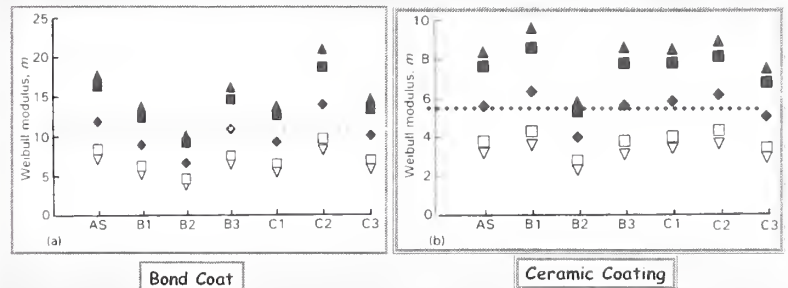 25
20
15
10
5
0
Weibull modulus, m
AS B1 B2 B3 C1 C2 C3
(a)
Bond Coat
10
B
6
4
2
0
Weibull modulus, m
AS B1 B2 B3 C1 C2 C3
(b)
Ceramic Coating